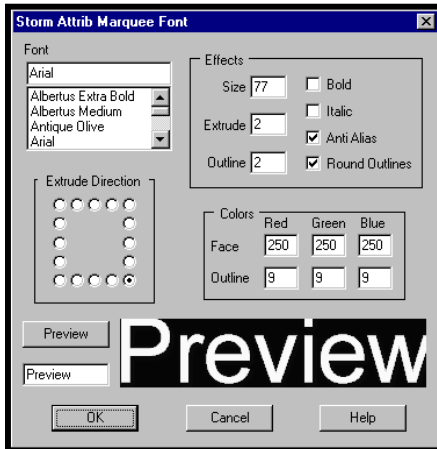 Storm Attrib Marquee Font
Font
Arial
Albertus Extra Bold
Albertus Medium
Antique Olive
Arial
Effects
Size 77 Bold
Italic
Extrude 2
Anti Alias
Outline 2 Round Outlines
Extrude Direction
Colors
Red Green Blue
Face 250 250 250
Outline 9 9 9
Preview
Preview
Preview
OK Cancel Help